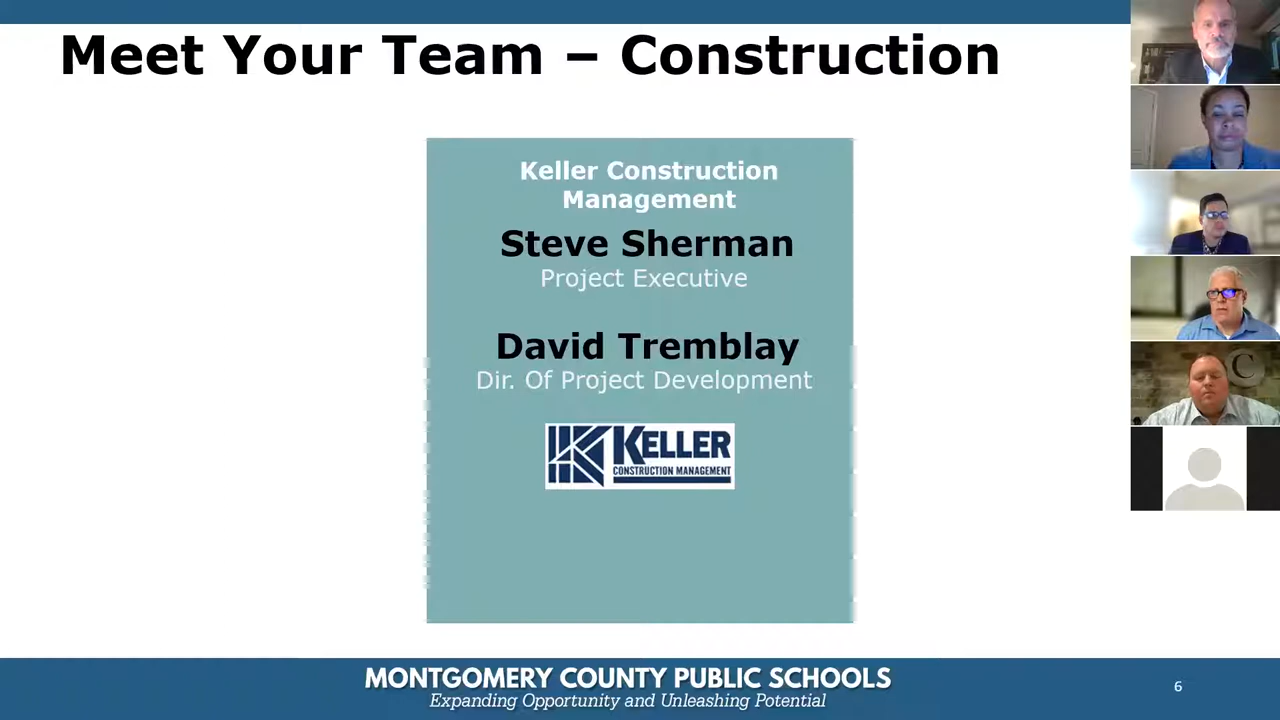 Meet Your Team – Construction
Keller Construction
Management
Steve Sherman
Project Executive
David Tremblay
Dir. Of Project Development
KELLER
CONSTRUCTION MANAGEMENT
C
MONTGOMERY COUNTY PUBLIC SCHOOLS
Expanding Opportunity and Unleashing Potential
6